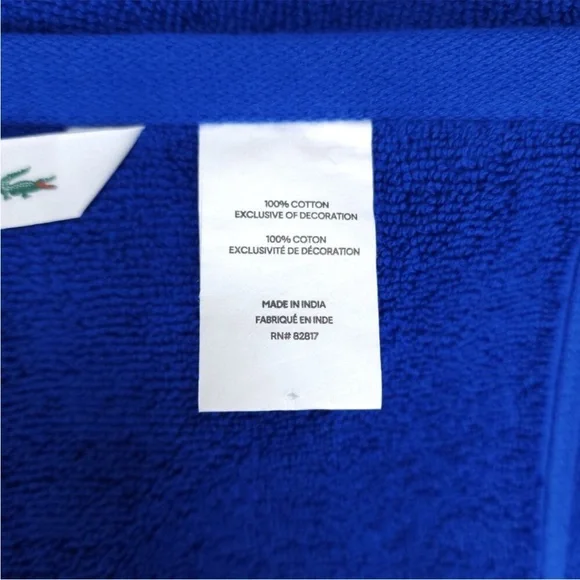 100% COTTON
EXCLUSIVE OF DECORATION
100% COTON
EXCLUSIVITÉ DE DÉCORATION
MADE IN INDIA
FABRIQUÉ EN INDE
RN# 82817